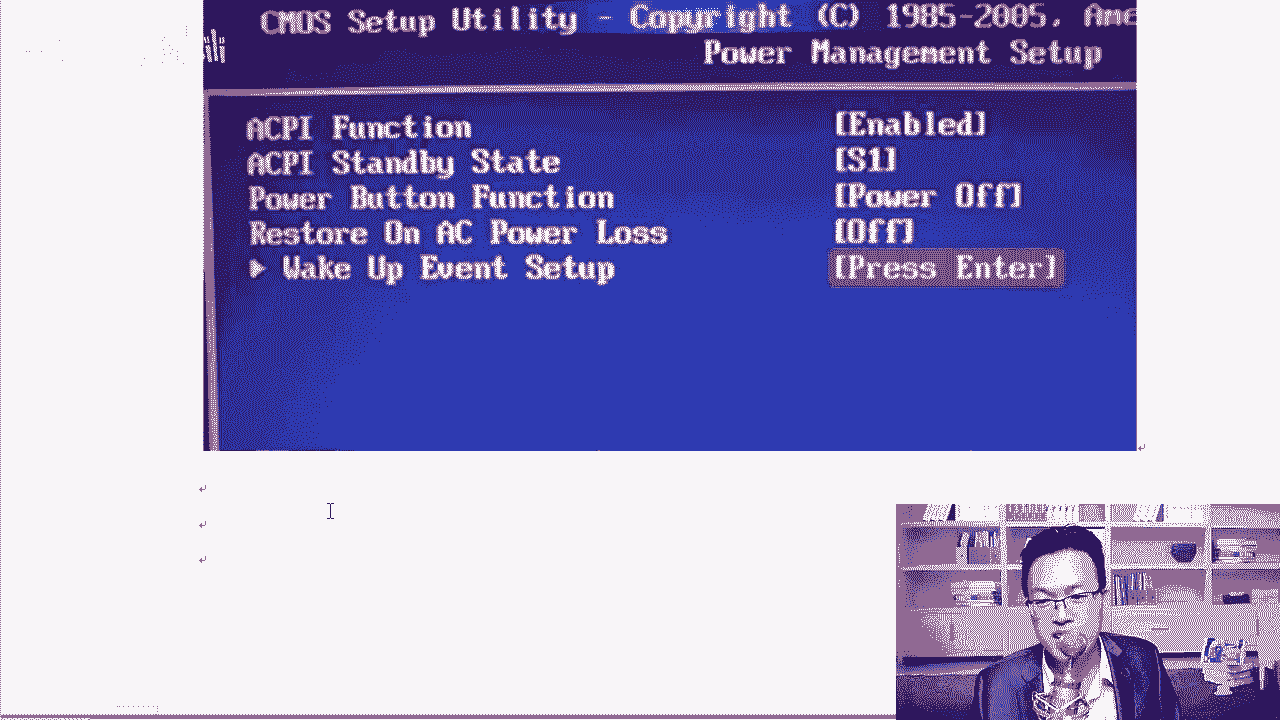 CMOS Setup Utility - Copyright (C) 1985-2005, Ame
Power Management Setup
ACPI Function [Enabled]
ACPI Standby State [S1]
Power Button Function [Power Off]
Restore On AC Power Loss [Off]
▶ Wake Up Event Setup [Press Enter]